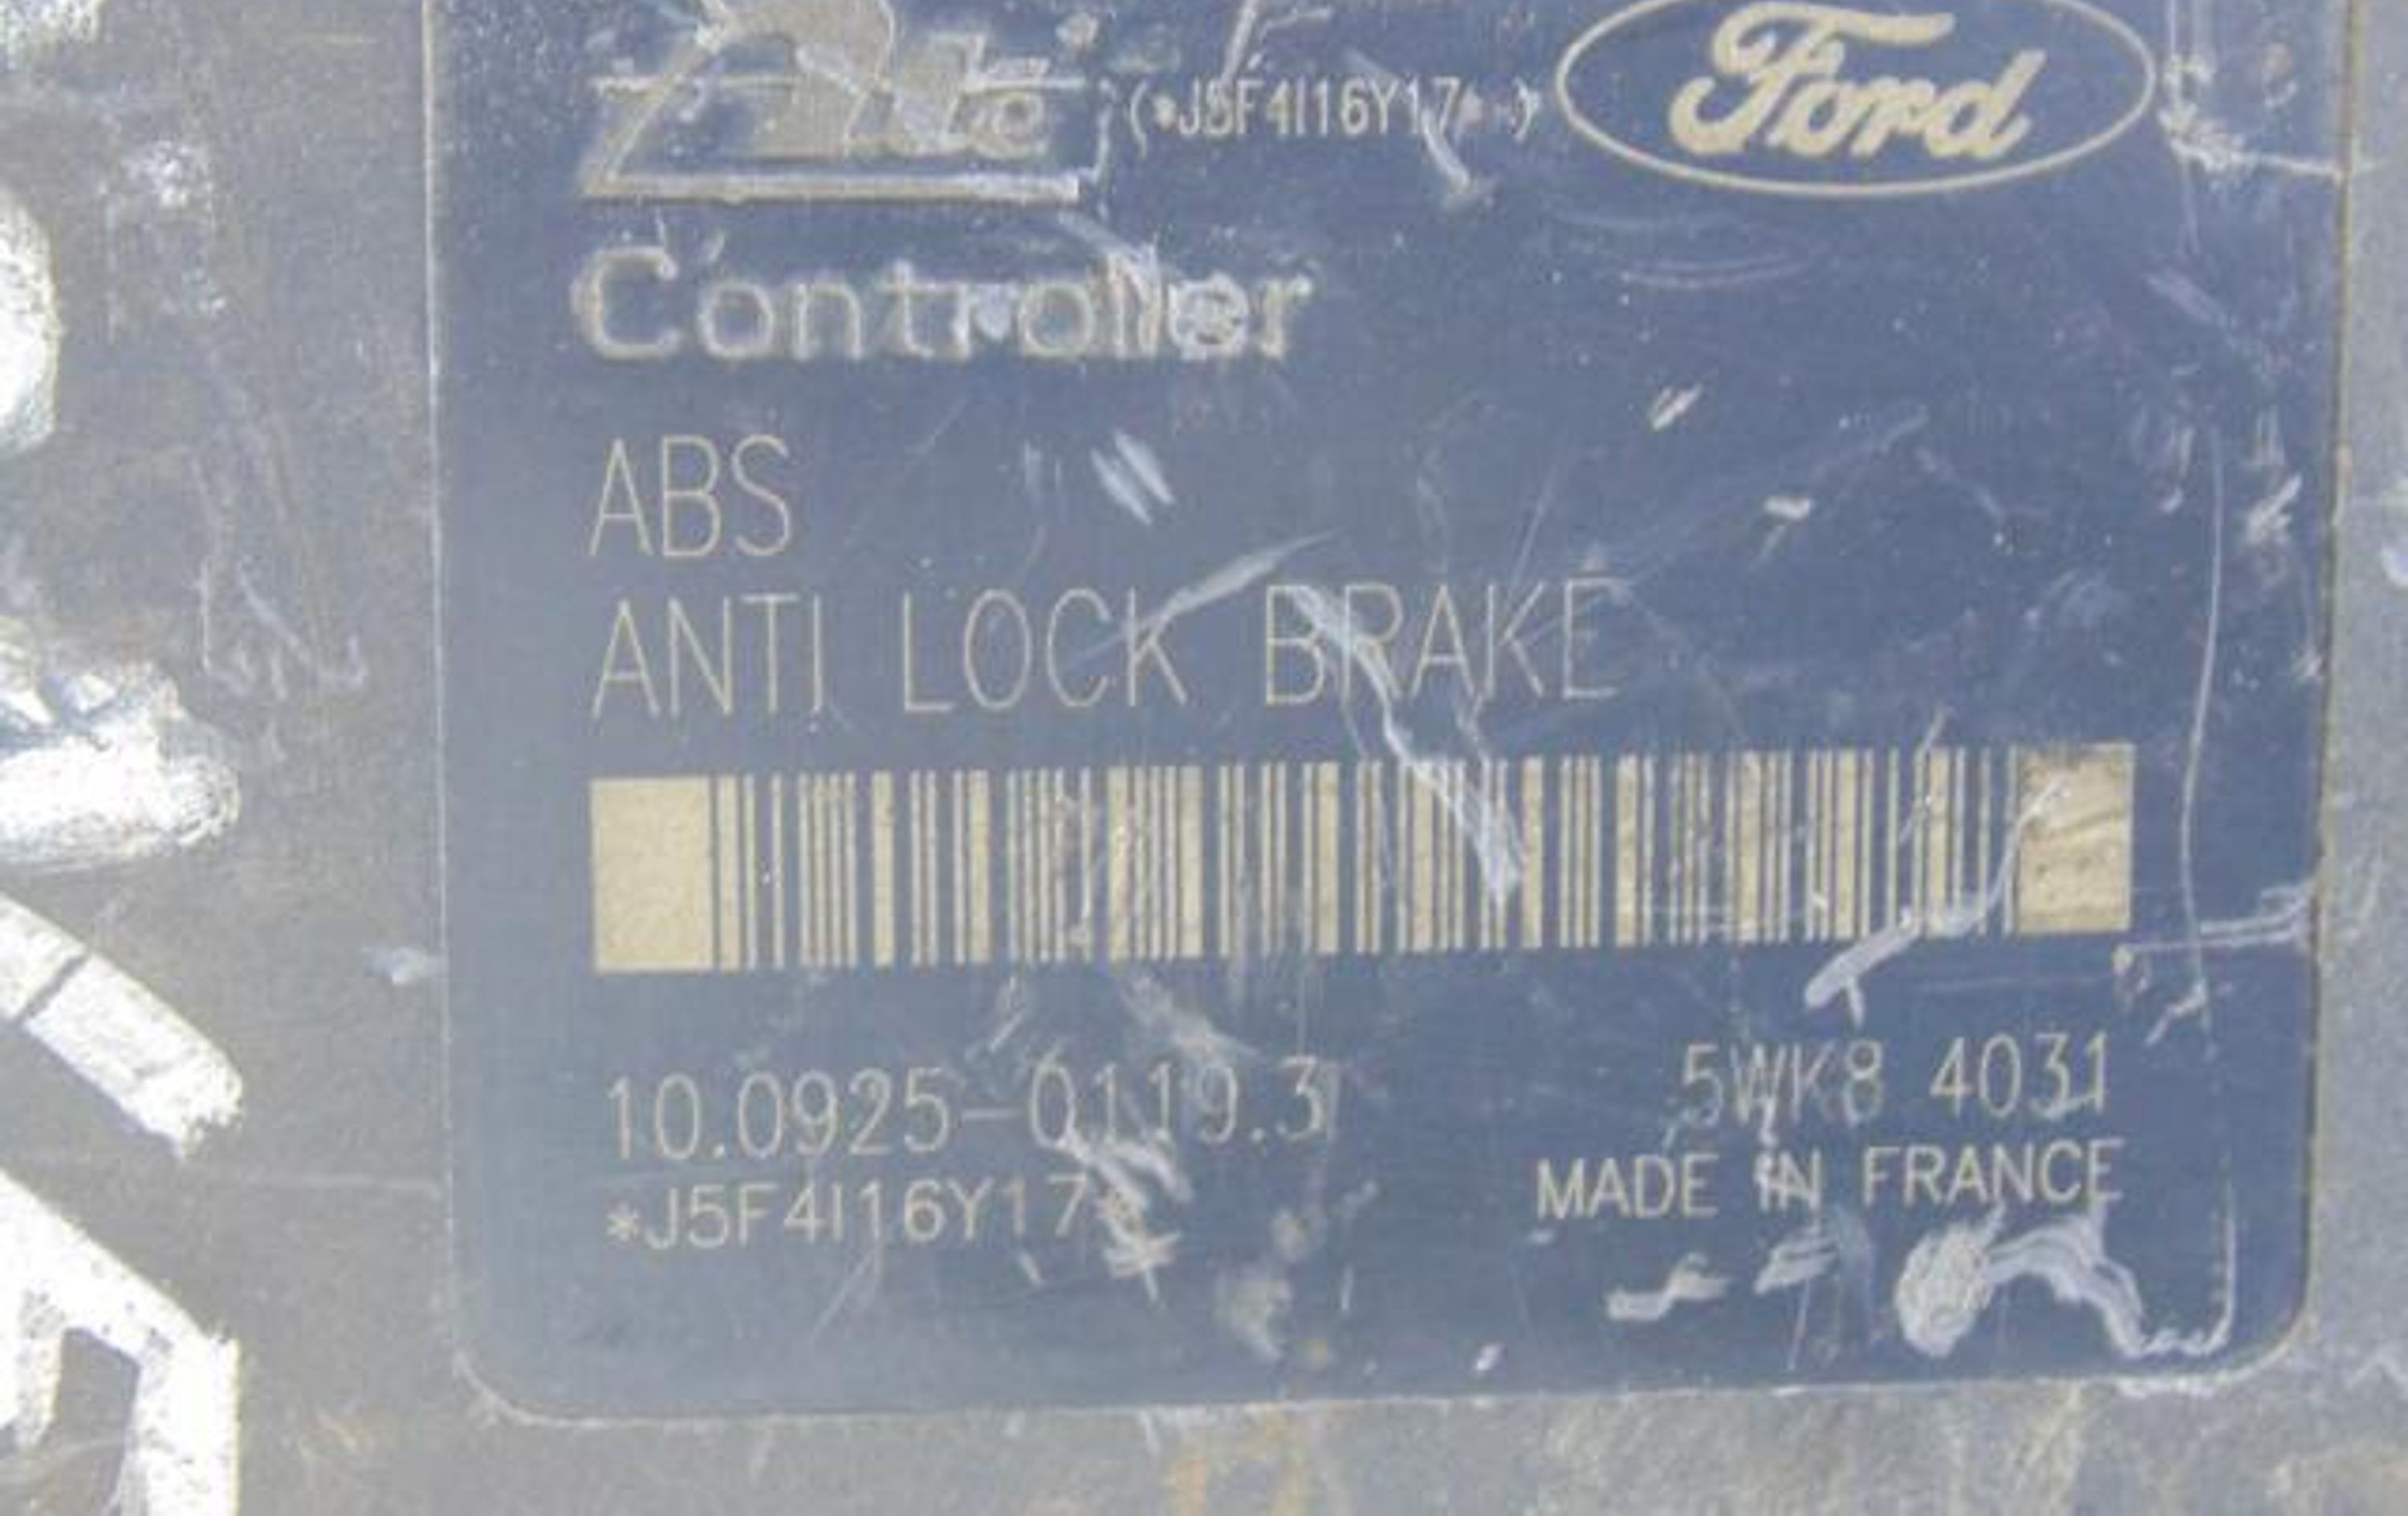 (*J5F4I16Y17*)
Ford
Controller
ABS
ANTI LOCK BRAKE
10.0925-0119.3
5WK8 4031
*J5F4I16Y17*
MADE IN FRANCE